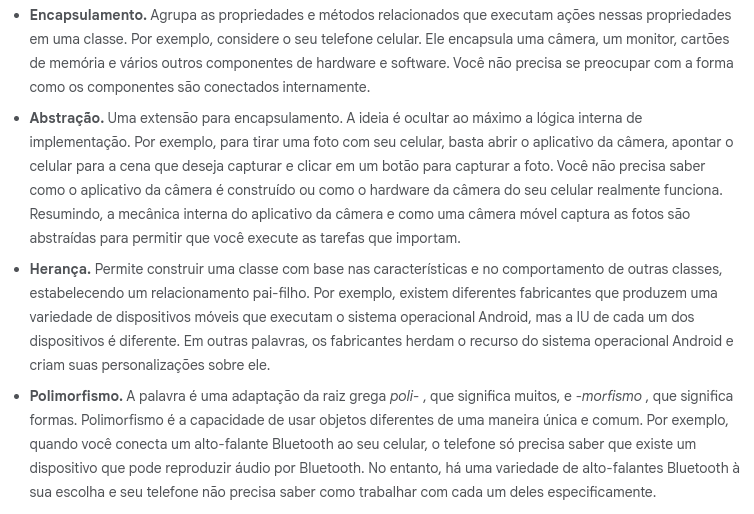 Encapsulamento. Agrupa as propriedades e métodos relacionados que executam ações nessas propriedades
em uma classe. Por exemplo, considere o seu telefone celular. Ele encapsula uma câmera, um monitor, cartões
de memória e vários outros componentes de hardware e software. Você não precisa se preocupar com a forma
como os componentes são conectados internamente.
Abstração. Uma extensão para encapsulamento. A ideia é ocultar ao máximo a lógica interna de
implementação. Por exemplo, para tirar uma foto com seu celular, basta abrir o aplicativo da câmera, apontar o
celular para a cena que deseja capturar e clicar em um botão para capturar a foto. Você não precisa saber
como o aplicativo da câmera é construído ou como o hardware da câmera do seu celular realmente funciona.
Resumindo, a mecânica interna do aplicativo da câmera e como uma câmera móvel captura as fotos são
abstraídas para permitir que você execute as tarefas que importam.
Herança. Permite construir uma classe com base nas características e no comportamento de outras classes,
estabelecendo um relacionamento pai-filho. Por exemplo, existem diferentes fabricantes que produzem uma
variedade de dispositivos móveis que executam o sistema operacional Android, mas a IU de cada um dos
dispositivos é diferente. Em outras palavras, os fabricantes herdam o recurso do sistema operacional Android e
criam suas personalizações sobre ele.
Polimorfismo. A palavra é uma adaptação da raiz grega poli- , que significa muitos, e -morfismo , que significa
formas. Polimorfismo é a capacidade de usar objetos diferentes de uma maneira única e comum. Por exemplo,
quando você conecta um alto-falante Bluetooth ao seu celular, o telefone só precisa saber que existe um
dispositivo que pode reproduzir áudio por Bluetooth. No entanto, há uma variedade de alto-falantes Bluetooth à
sua escolha e seu telefone não precisa saber como trabalhar com cada um deles especificamente.